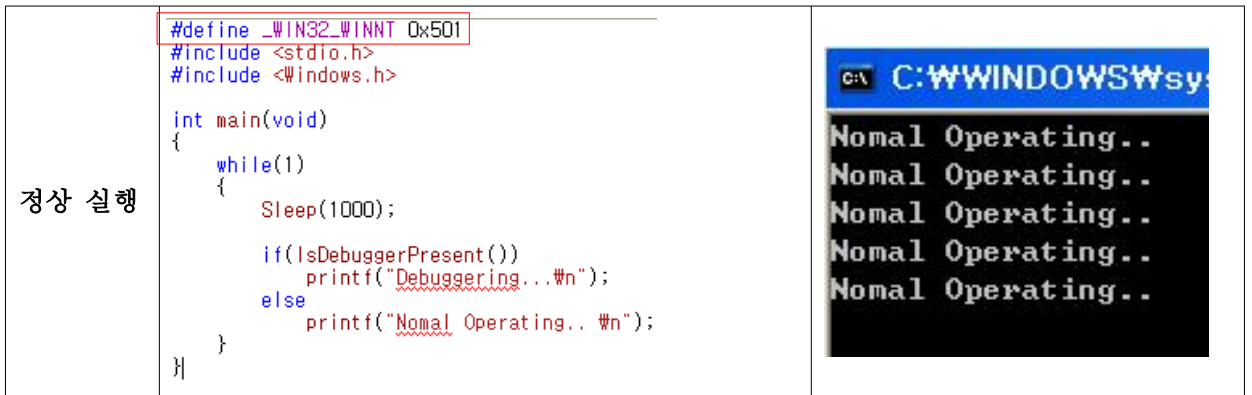 정상 실행
#define _WIN32_WINNT 0x501
#include <stdio.h>
#include <Windows.h>
int main(void)
{
while(1)
{
Sleep(1000);
if(IsDebuggerPresent())
printf("Debuggering...₩n");
else
printf("Nomal Operating.. ₩n");
}
}
C:₩WINDOWS₩sys
Nomal Operating..
Nomal Operating..
Nomal Operating..
Nomal Operating..
Nomal Operating..